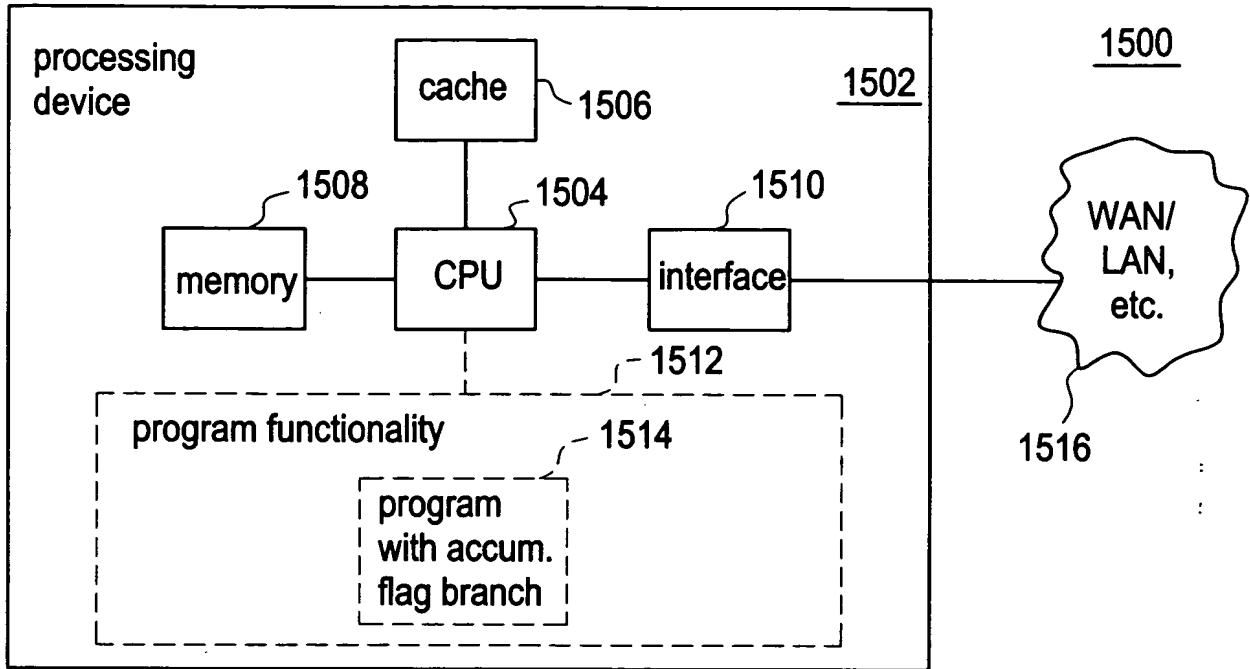 1500
processing
device
cache
1502
1506
1508
1504
1510
memory
CPU
interface
WAN/
LAN,
etc.
1512
program functionality
1514
1516
program
with accum.
flag branch